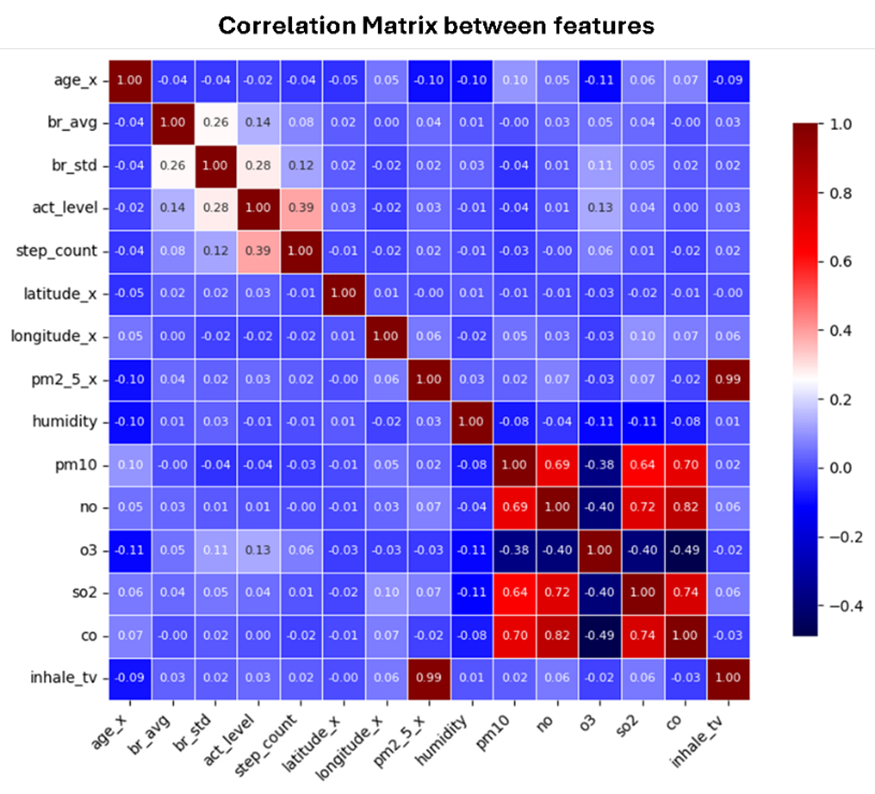 Correlation Matrix between features
age_x 1.00 -0.04 -0.04 -0.02 -0.04 -0.05 0.05 -0.10 -0.10 0.10 0.05 -0.11 0.06 0.07 -0.09
br_avg -0.04 1.00 0.26 0.14 0.08 0.02 0.00 0.04 0.01 -0.00 0.03 0.05 0.04 -0.00 0.03
br_std -0.04 0.26 1.00 0.28 0.12 0.02 -0.02 0.02 0.03 -0.04 0.01 0.11 0.05 0.02 0.02
act_level -0.02 0.14 0.28 1.00 0.39 0.03 -0.02 0.03 -0.01 -0.04 0.01 0.13 0.04 0.00 0.03
step_count -0.04 0.08 0.12 0.39 1.00 -0.01 -0.02 0.02 -0.01 -0.03 -0.00 0.06 0.01 -0.02 0.02
latitude_x -0.05 0.02 0.02 0.03 -0.01 1.00 0.01 -0.00 0.01 -0.01 -0.01 -0.03 -0.02 -0.01 -0.00
longitude_x 0.05 0.00 -0.02 -0.02 -0.02 0.01 1.00 0.06 -0.02 0.05 0.03 -0.03 0.10 0.07 0.06
pm2_5_x -0.10 0.04 0.02 0.03 0.02 -0.00 0.06 1.00 0.03 0.02 0.07 -0.03 0.07 -0.02 0.99
humidity -0.10 0.01 0.03 -0.01 -0.01 0.01 -0.02 0.03 1.00 -0.08 -0.04 -0.11 -0.11 -0.08 0.01
pm10 0.10 -0.00 -0.04 -0.04 -0.03 -0.01 0.05 0.02 -0.08 1.00 0.69 -0.38 0.64 0.70 0.02
no 0.05 0.03 0.01 0.01 -0.00 -0.01 0.03 0.07 -0.04 0.69 1.00 -0.40 0.72 0.82 0.06
o3 -0.11 0.05 0.11 0.13 0.06 -0.03 -0.03 -0.03 -0.11 -0.38 -0.40 1.00 -0.40 -0.49 -0.02
so2 0.06 0.04 0.05 0.04 0.01 -0.02 0.10 0.07 -0.11 0.64 0.72 -0.40 1.00 0.74 0.06
co 0.07 -0.00 0.02 0.00 -0.02 -0.01 0.07 -0.02 -0.08 0.70 0.82 -0.49 0.74 1.00 -0.03
inhale_tv -0.09 0.03 0.02 0.03 0.02 -0.00 0.06 0.99 0.01 0.02 0.06 -0.02 0.06 -0.03 1.00
age_x br_avg br_std act_level step_count latitude_x longitude_x pm2_5_x humidity pm10 no o3 so2 co inhale_tv
1.0
0.8
0.6
0.4
0.2
0.0
−0.2
−0.4